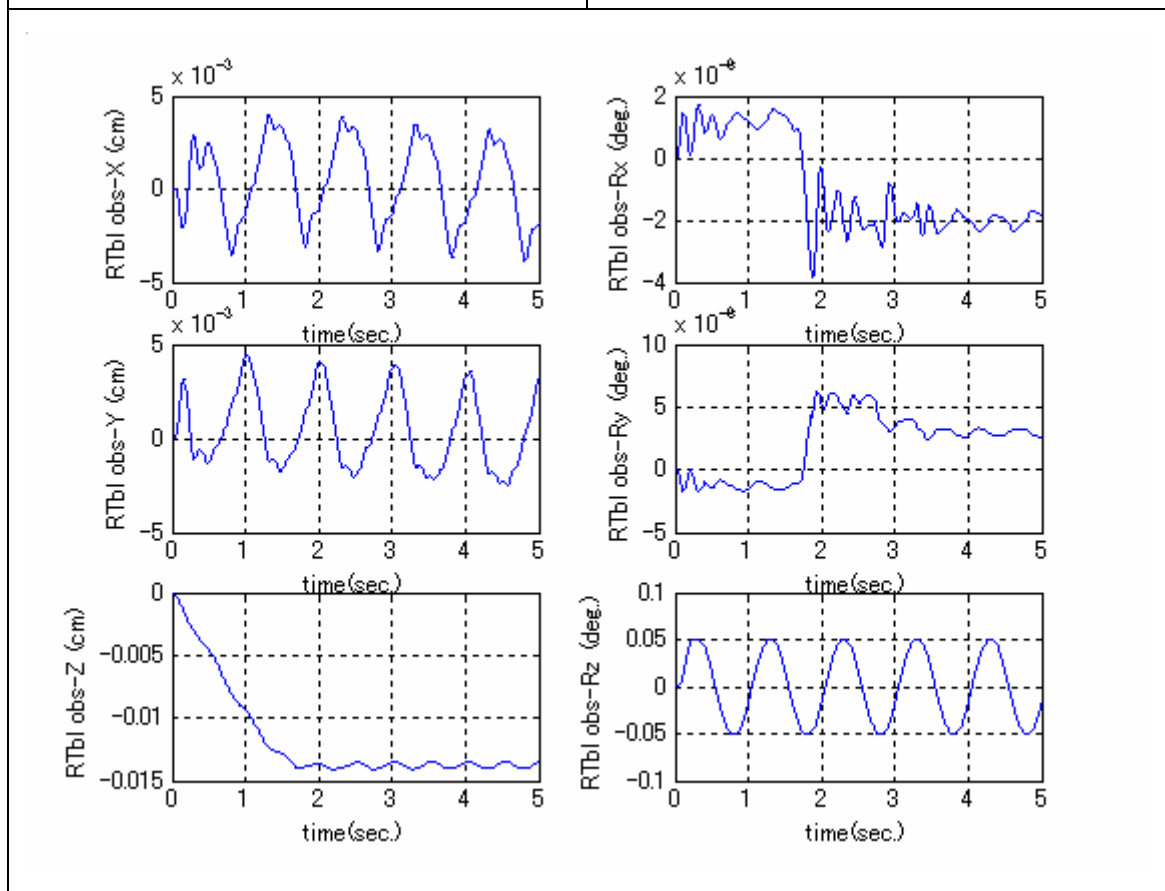 × 10⁻³
5
0
−5
RTbl obs-X (cm)
0 1 2 3 4 5
time(sec.)
× 10⁻⁸
2
0
−2
−4
RTbl obs-Rx (deg.)
0 1 2 3 4 5
time(sec.)
× 10⁻³
5
0
−5
RTbl obs-Y (cm)
0 1 2 3 4 5
time(sec.)
× 10⁻⁸
10
5
0
−5
RTbl obs-Ry (deg.)
0 1 2 3 4 5
time(sec.)
0
−0.005
−0.01
−0.015
RTbl obs-Z (cm)
0 1 2 3 4 5
time(sec.)
0.1
0.05
0
−0.05
−0.1
RTbl obs-Rz (deg.)
0 1 2 3 4 5
time(sec.)